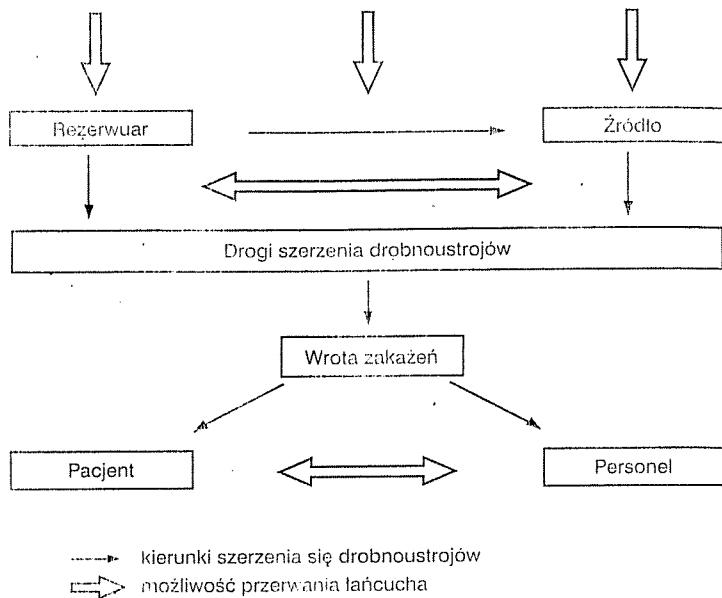 Rezerwuar
Źródło
Drogi szerzenia drobnoustrojów
Wrota zakażeń
Pacjent
Personel
kierunki szerzenia się drobnoustrojów
możliwość przerwania łańcucha